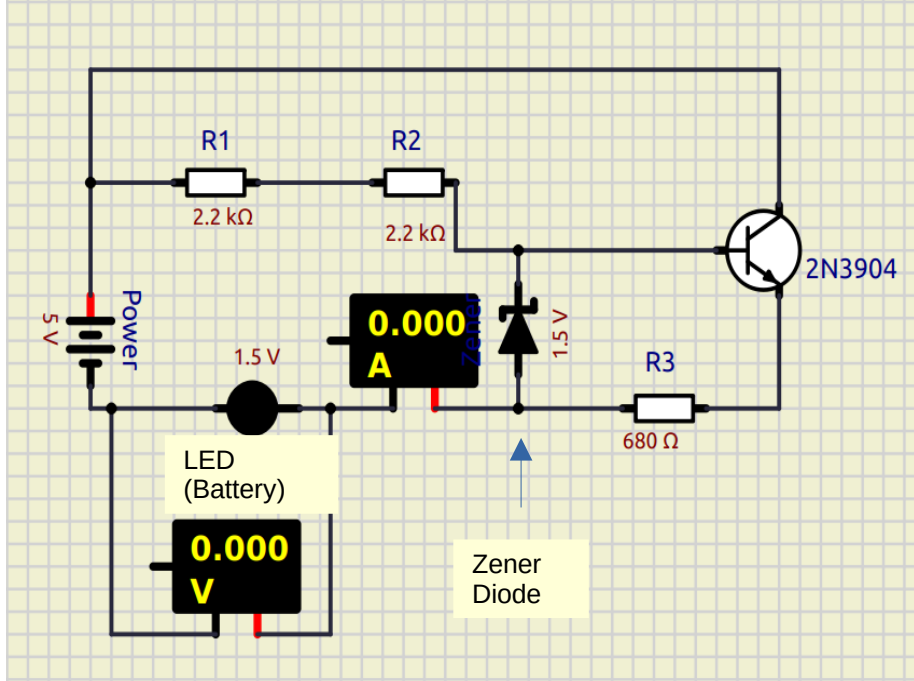 R1
R2
2.2 kΩ
2.2 kΩ
2N3904
Power
5 V
0.000
A
Zener
1.5 V
1.5 V
R3
680 Ω
LED
(Battery)
0.000
V
Zener
Diode